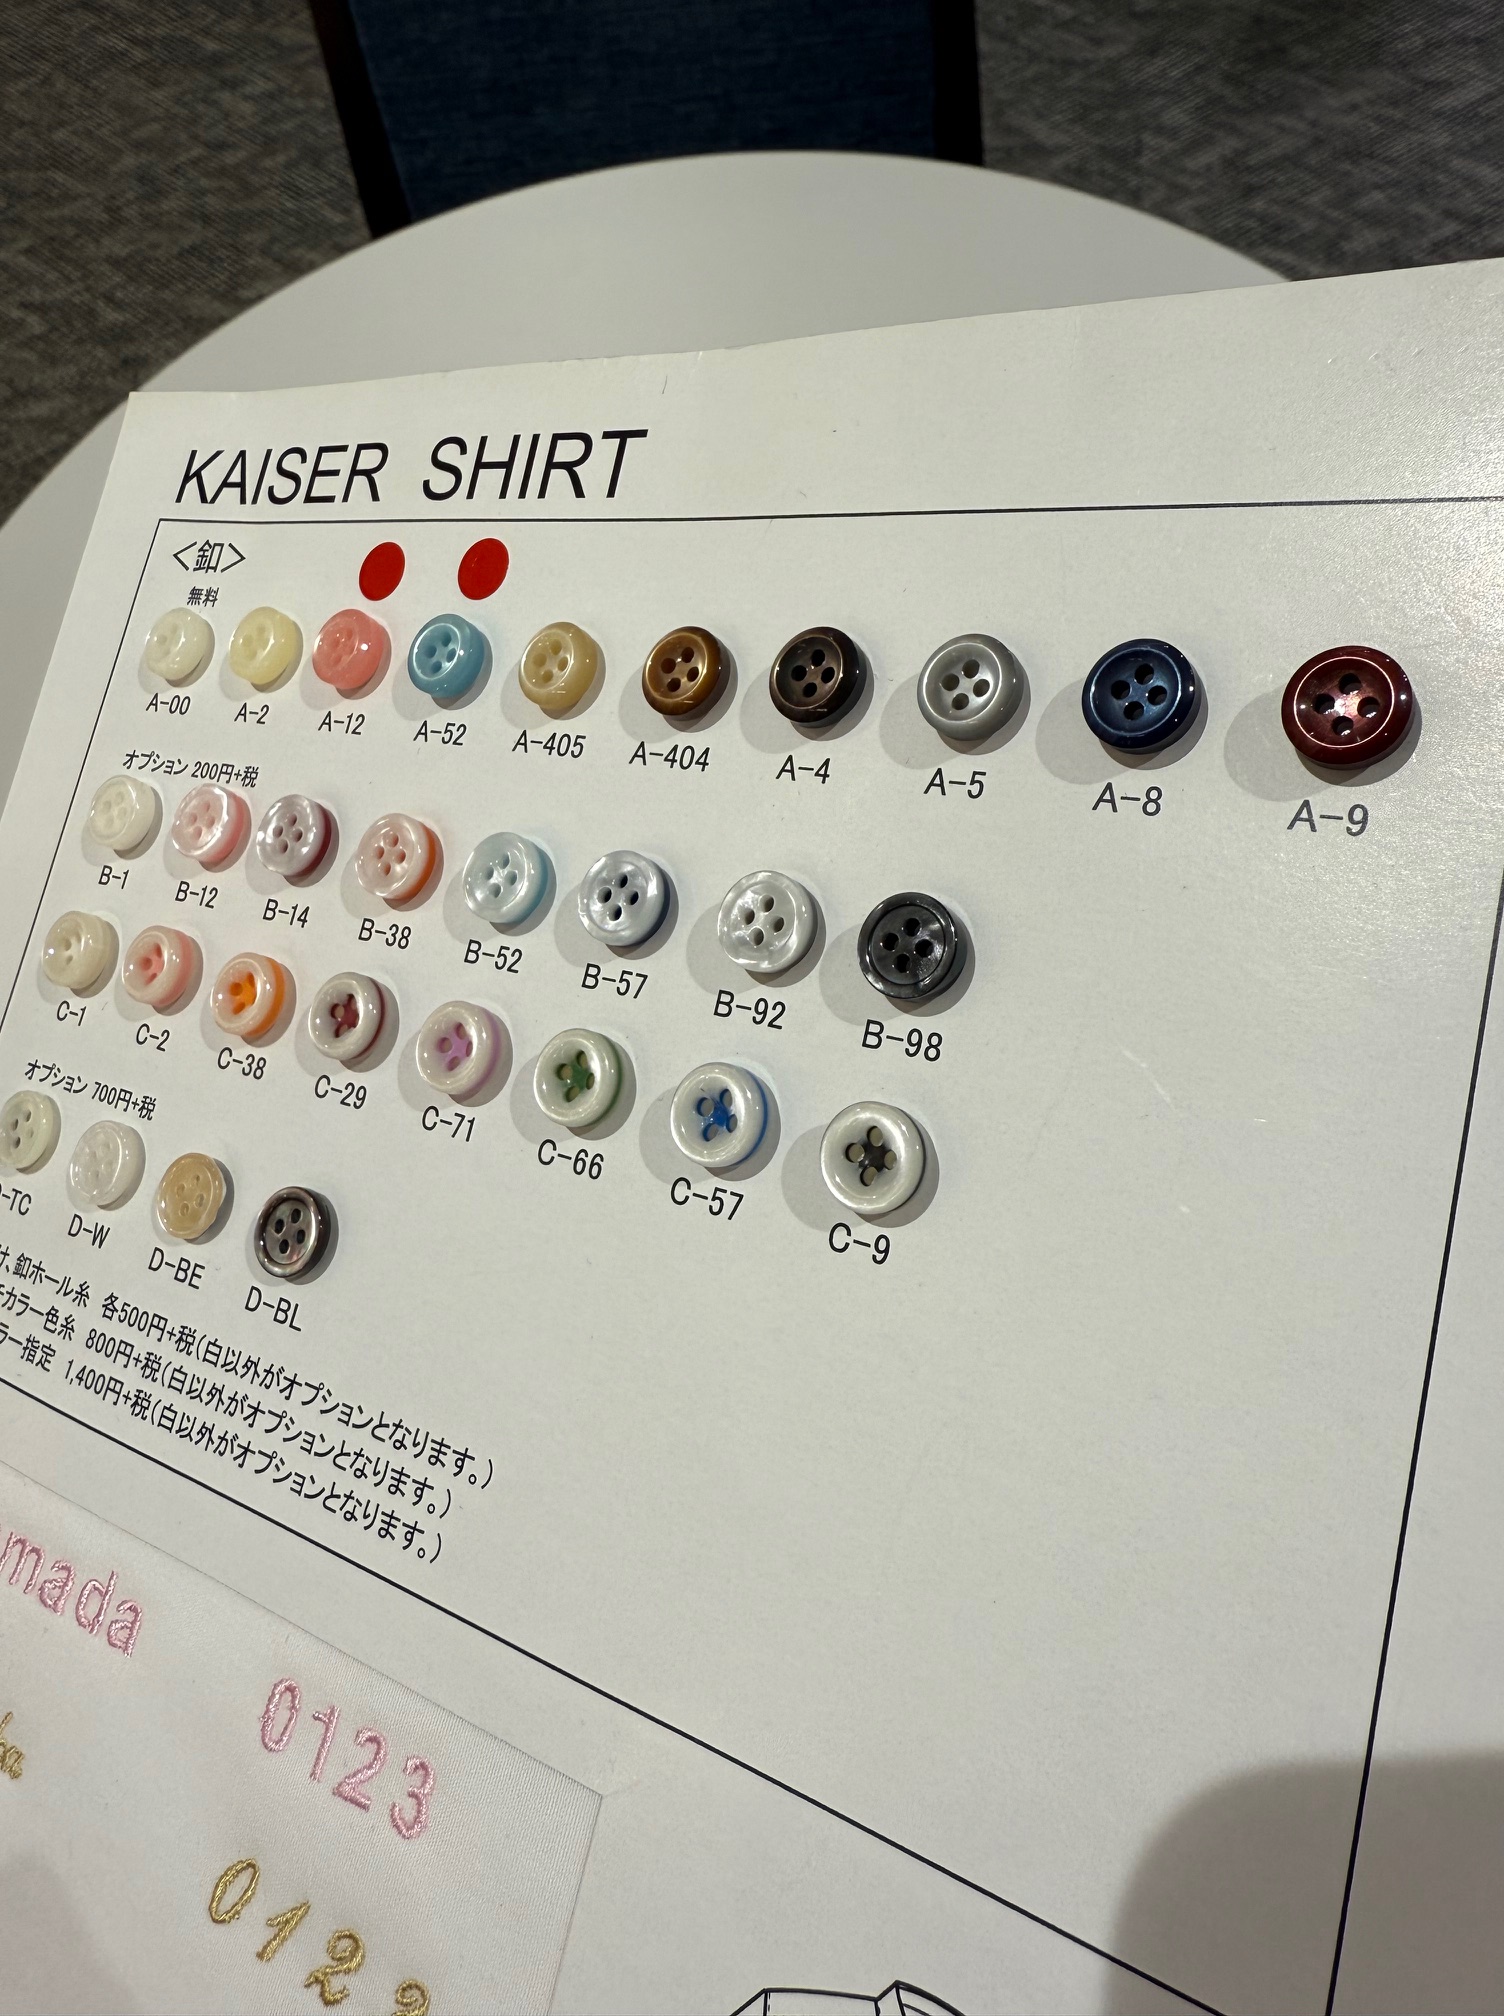 KAISER SHIRT
<釦>
無料
A-00 A-2 A-12 A-52 A-405 A-404 A-4 A-5 A-8 A-9
オプション 200円+税
B-1 B-12 B-14 B-38 B-52 B-57 B-92 B-98
C-1 C-2 C-38 C-29 C-71 C-66 C-57 C-9
オプション 700円+税
-TC D-W D-BE D-BL
け、釦ホール糸 各500円+税(白以外がオプションとなります。)
カラー色糸 800円+税(白以外がオプションとなります。)
ラー指定 1,400円+税(白以外がオプションとなります。)
mada
0123
0123